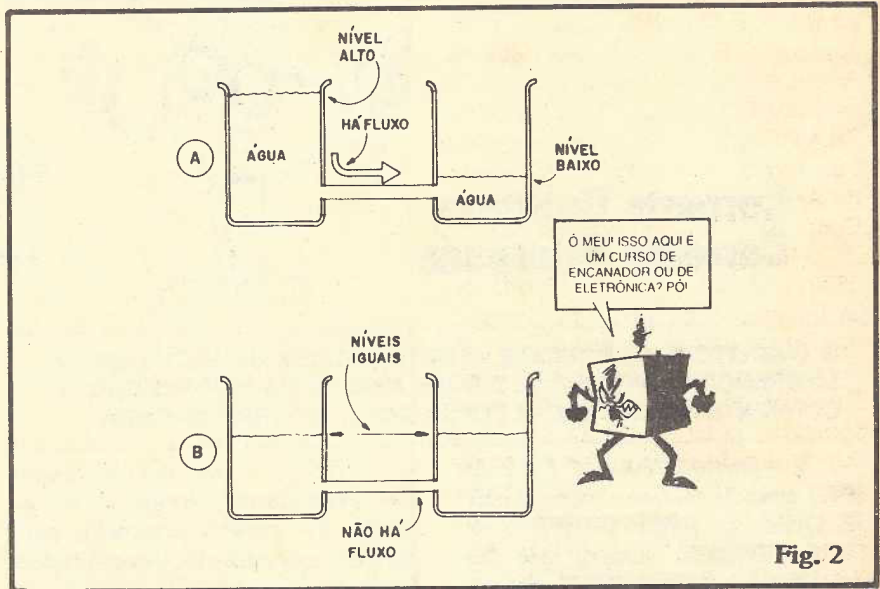 NÍVEL
ALTO
HÁ FLUXO
A
ÁGUA
NÍVEL
BAIXO
ÁGUA
Ó MEU! ISSO AQUI E
UM CURSO DE
ENCANADOR OU DE
ELETRÔNICA? PÔ!
NÍVEIS
IGUAIS
B
NÃO HÁ
FLUXO
Fig. 2